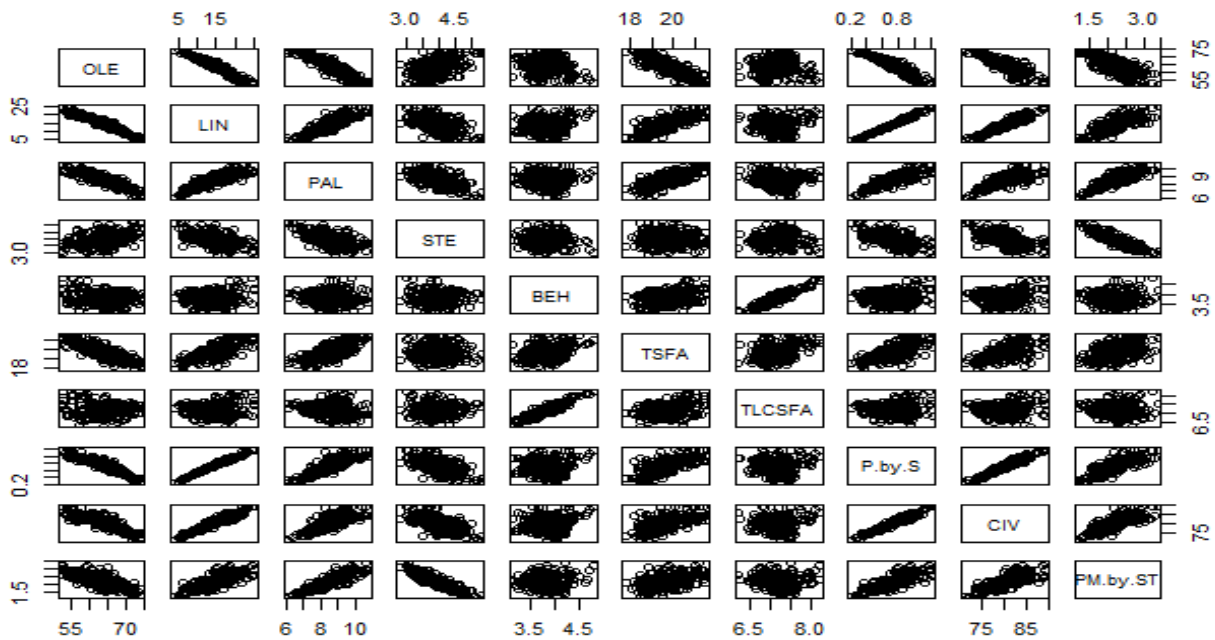 5 15 3.0 4.5 18 20 0.2 0.8 1.5 3.0
OLE 55 75
5 25 LIN
PAL 6 9
3.0 STE
BEH 3.5
18 TSFA
TLCSFA 6.5
0.2 P.by.S
CIV 75
1.5 PM.by.ST
55 70 6 8 10 3.5 4.5 6.5 8.0 75 85